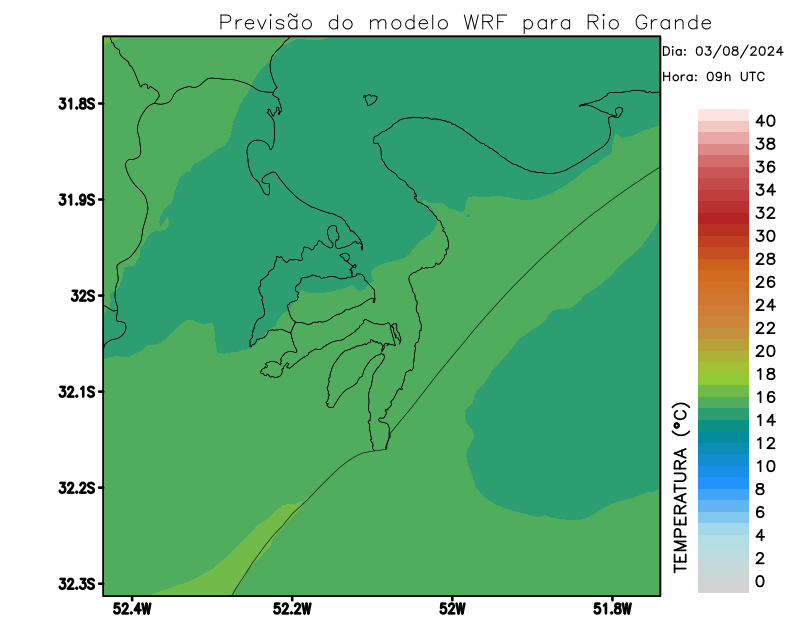 Previsão do modelo WRF para Rio Grande
Dia: 03/08/2024
Hora: 09h UTC
31.8S
31.9S
32S
32.1S
32.2S
32.3S
52.4W
52.2W
52W
51.8W
TEMPERATURA (°C)
40
38
36
34
32
30
28
26
24
22
20
18
16
14
12
10
8
6
4
2
0